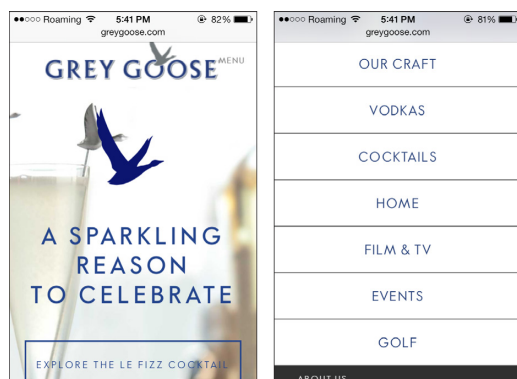 ●●○○○ Roaming 5:41 PM 82%
greygoose.com
GREY GOOSE
MENU
A SPARKLING
REASON
TO CELEBRATE
EXPLORE THE LE FIZZ COCKTAIL
●●○○○ Roaming 5:41 PM 81%
greygoose.com
OUR CRAFT
VODKAS
COCKTAILS
HOME
FILM & TV
EVENTS
GOLF
ABOUT US